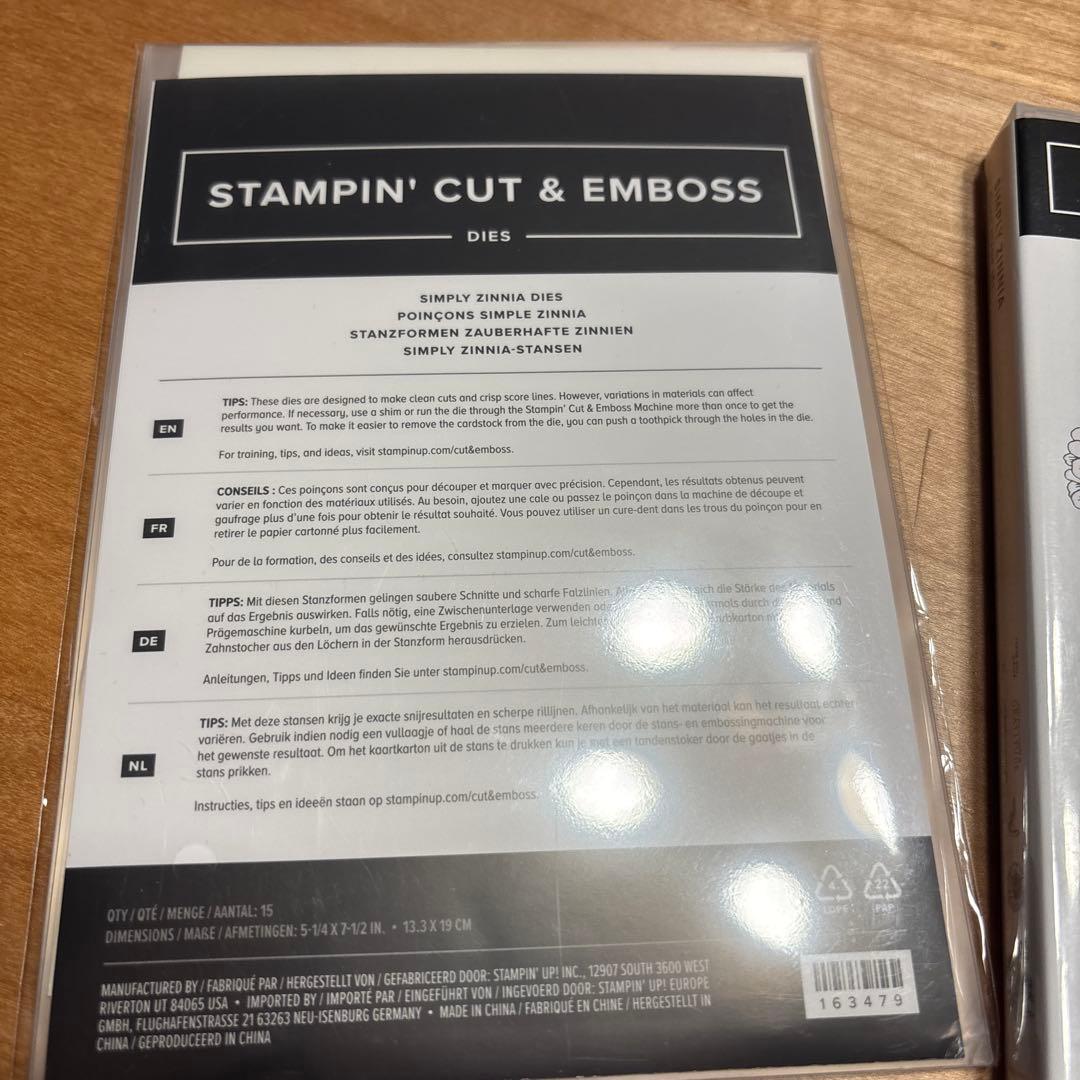 STAMPIN' CUT & EMBOSS
DIES
SIMPLY ZINNIA DIES
POINÇONS SIMPLE ZINNIA
STANZFORMEN ZAUBERHAFTE ZINNIEN
SIMPLY ZINNIA-STANSEN
EN
TIPS: These dies are designed to make clean cuts and crisp score lines. However, variations in materials can affect
performance. If necessary, use a shim or run the die through the Stampin' Cut & Emboss Machine more than once to get the
results you want. To make it easier to remove the cardstock from the die, you can push a toothpick through the holes in the die.
For training, tips, and ideas, visit stampinup.com/cut&emboss.
FR
CONSEILS : Ces poinçons sont conçus pour découper et marquer avec précision. Cependant, les résultats obtenus peuvent
varier en fonction des matériaux utilisés. Au besoin, ajoutez une cale ou passez le poinçon dans la machine de découpe et
gaufrage plus d'une fois pour obtenir le résultat souhaité. Vous pouvez utiliser un cure-dent dans les trous du poinçon pour en
retirer le papier cartonné plus facilement.
Pour de la formation, des conseils et des idées, consultez stampinup.com/cut&emboss.
DE
TIPPS: Mit diesen Stanzformen gelingen saubere Schnitte und scharfe Falzlinien. sich die Stärke des Materials
auf das Ergebnis auswirken. Falls nötig, eine Zwischenunterlage verwenden durch
Prägemaschine kurbeln, um das gewünschte Ergebnis zu erzielen. Zum
Zahnstocher aus den Löchern in der Stanzform herausdrücken.
Anleitungen, Tipps und Ideen finden Sie unter stampinup.com/cut&emboss.
NL
TIPS: Met deze stansen krijg je exacte snijresultaten en scherpe rillijnen. Afhankelijk van het materiaal kan het resultaat echter
variëren. Gebruik indien nodig een vullaagje of haal de stans meerdere keren door de stans- en embossingmachine voor
het gewenste resultaat. Om het kaartkarton uit de stans te drukken kun je met een tandenstoker door de gaatjes in de
stans prikken.
Instructies, tips en ideeën staan op stampinup.com/cut&emboss.
QTY / QTÉ / MENGE / AANTAL: 15
DIMENSIONS / MAßE / AFMETINGEN: 5-1/4 X 7-1/2 IN. • 13.3 X 19 CM
4
LDPE
22
PAP
MANUFACTURED BY / FABRIQUÉ PAR / HERGESTELLT VON / GEFABRICEERD DOOR: STAMPIN' UP! INC., 12907 SOUTH 3600 WEST
RIVERTON UT 84065 USA • IMPORTED BY / IMPORTÉ PAR / EINGEFÜHRT VON / INGEVOERD DOOR: STAMPIN' UP! EUROPE
GMBH, FLUGHAFENSTRASSE 21 63263 NEU-ISENBURG GERMANY • MADE IN CHINA / FABRIQUÉ EN CHINE / HERGESTELLT IN
CHINA / GEPRODUCEERD IN CHINA
163479
SIMPLY ZINNIA